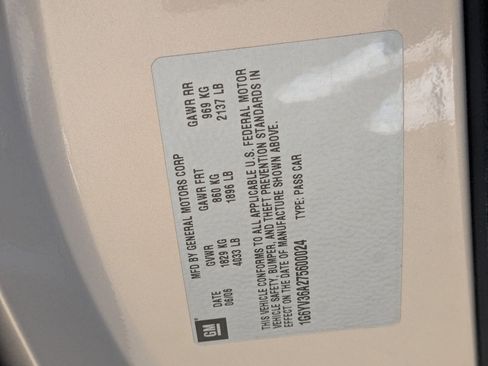 GM
MFD BY GENERAL MOTORS CORP
DATE GVWR GAWR FRT GAWR RR
06/06 1829 KG 860 KG 969 KG
4033 LB 1896 LB 2137 LB
THIS VEHICLE CONFORMS TO ALL APPLICABLE U.S. FEDERAL MOTOR
VEHICLE SAFETY, BUMPER, AND THEFT PREVENTION STANDARDS IN
EFFECT ON THE DATE OF MANUFACTURE SHOWN ABOVE.
1G6YV36A275600024 TYPE: PASS CAR